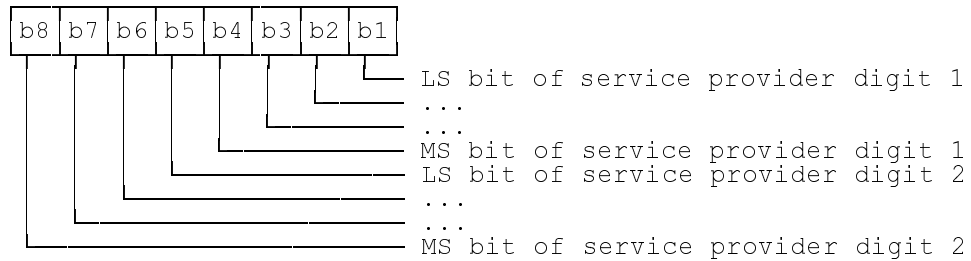 b8 b7 b6 b5 b4 b3 b2 b1
LS bit of service provider digit 1
...
...
MS bit of service provider digit 1
LS bit of service provider digit 2
...
...
MS bit of service provider digit 2